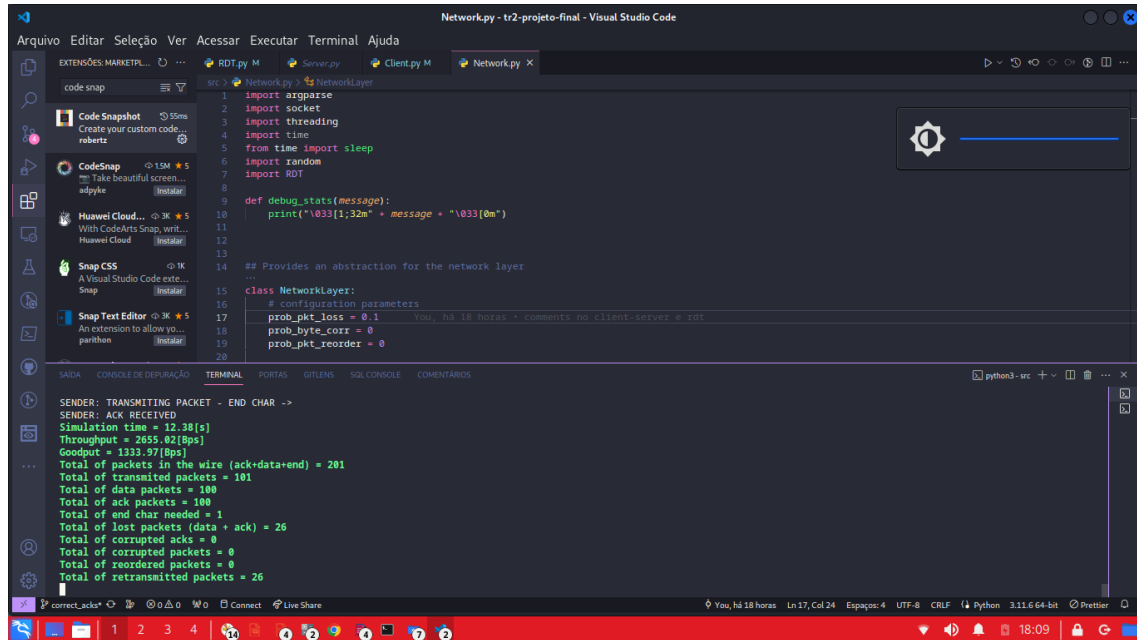 Network.py - tr2-projeto-final - Visual Studio Code
Arquivo Editar Seleção Ver Acessar Executar Terminal Ajuda
EXTENSÕES: MARKETPL...
RDT.py M
Server.py
Client.py M
Network.py
code snap
src > Network.py > NetworkLayer
Code Snapshot 55ms
Create your custom code...
robertz
CodeSnap 1.5M ★ 5
Take beautiful screen...
adpyke Instalar
Huawei Cloud... 3K ★ 5
With CodeArts Snap, writ...
Huawei Cloud Instalar
Snap CSS 1K
A Visual Studio Code exte...
Snap Instalar
Snap Text Editor 3K ★ 5
An extension to allow yo...
parithon Instalar
1 import argparse
2 import socket
3 import threading
4 import time
5 from time import sleep
6 import random
7 import RDT
8
9 def debug_stats(message):
10 print("\033[1;32m" + message + "\033[0m")
11
12
13
14 ## Provides an abstraction for the network layer
...
15 class NetworkLayer:
16 # configuration parameters
17 prob_pkt_loss = 0.1 You, há 18 horas • comments no client-server e rdt
18 prob_byte_corr = 0
19 prob_pkt_reorder = 0
20
SAÍDA CONSOLE DE DEPURAÇÃO TERMINAL PORTAS GITLENS SQL CONSOLE COMENTÁRIOS
python3 - src
SENDER: TRANSMITING PACKET - END CHAR ->
SENDER: ACK RECEIVED
Simulation time = 12.38[s]
Throughput = 2655.02[Bps]
Goodput = 1333.97[Bps]
Total of packets in the wire (ack+data+end) = 201
Total of transmited packets = 101
Total of data packets = 100
Total of ack packets = 100
Total of end char needed = 1
Total of lost packets (data + ack) = 26
Total of corrupted acks = 0
Total of corrupted packets = 0
Total of reordered packets = 0
Total of retransmitted packets = 26
correct_acks* 0 0 0 Connect Live Share
You, há 18 horas Ln 17, Col 24 Espaços: 4 UTF-8 CRLF Python 3.11.6 64-bit Prettier
1 2 3 4 14 4 2 4 7 2 18:09